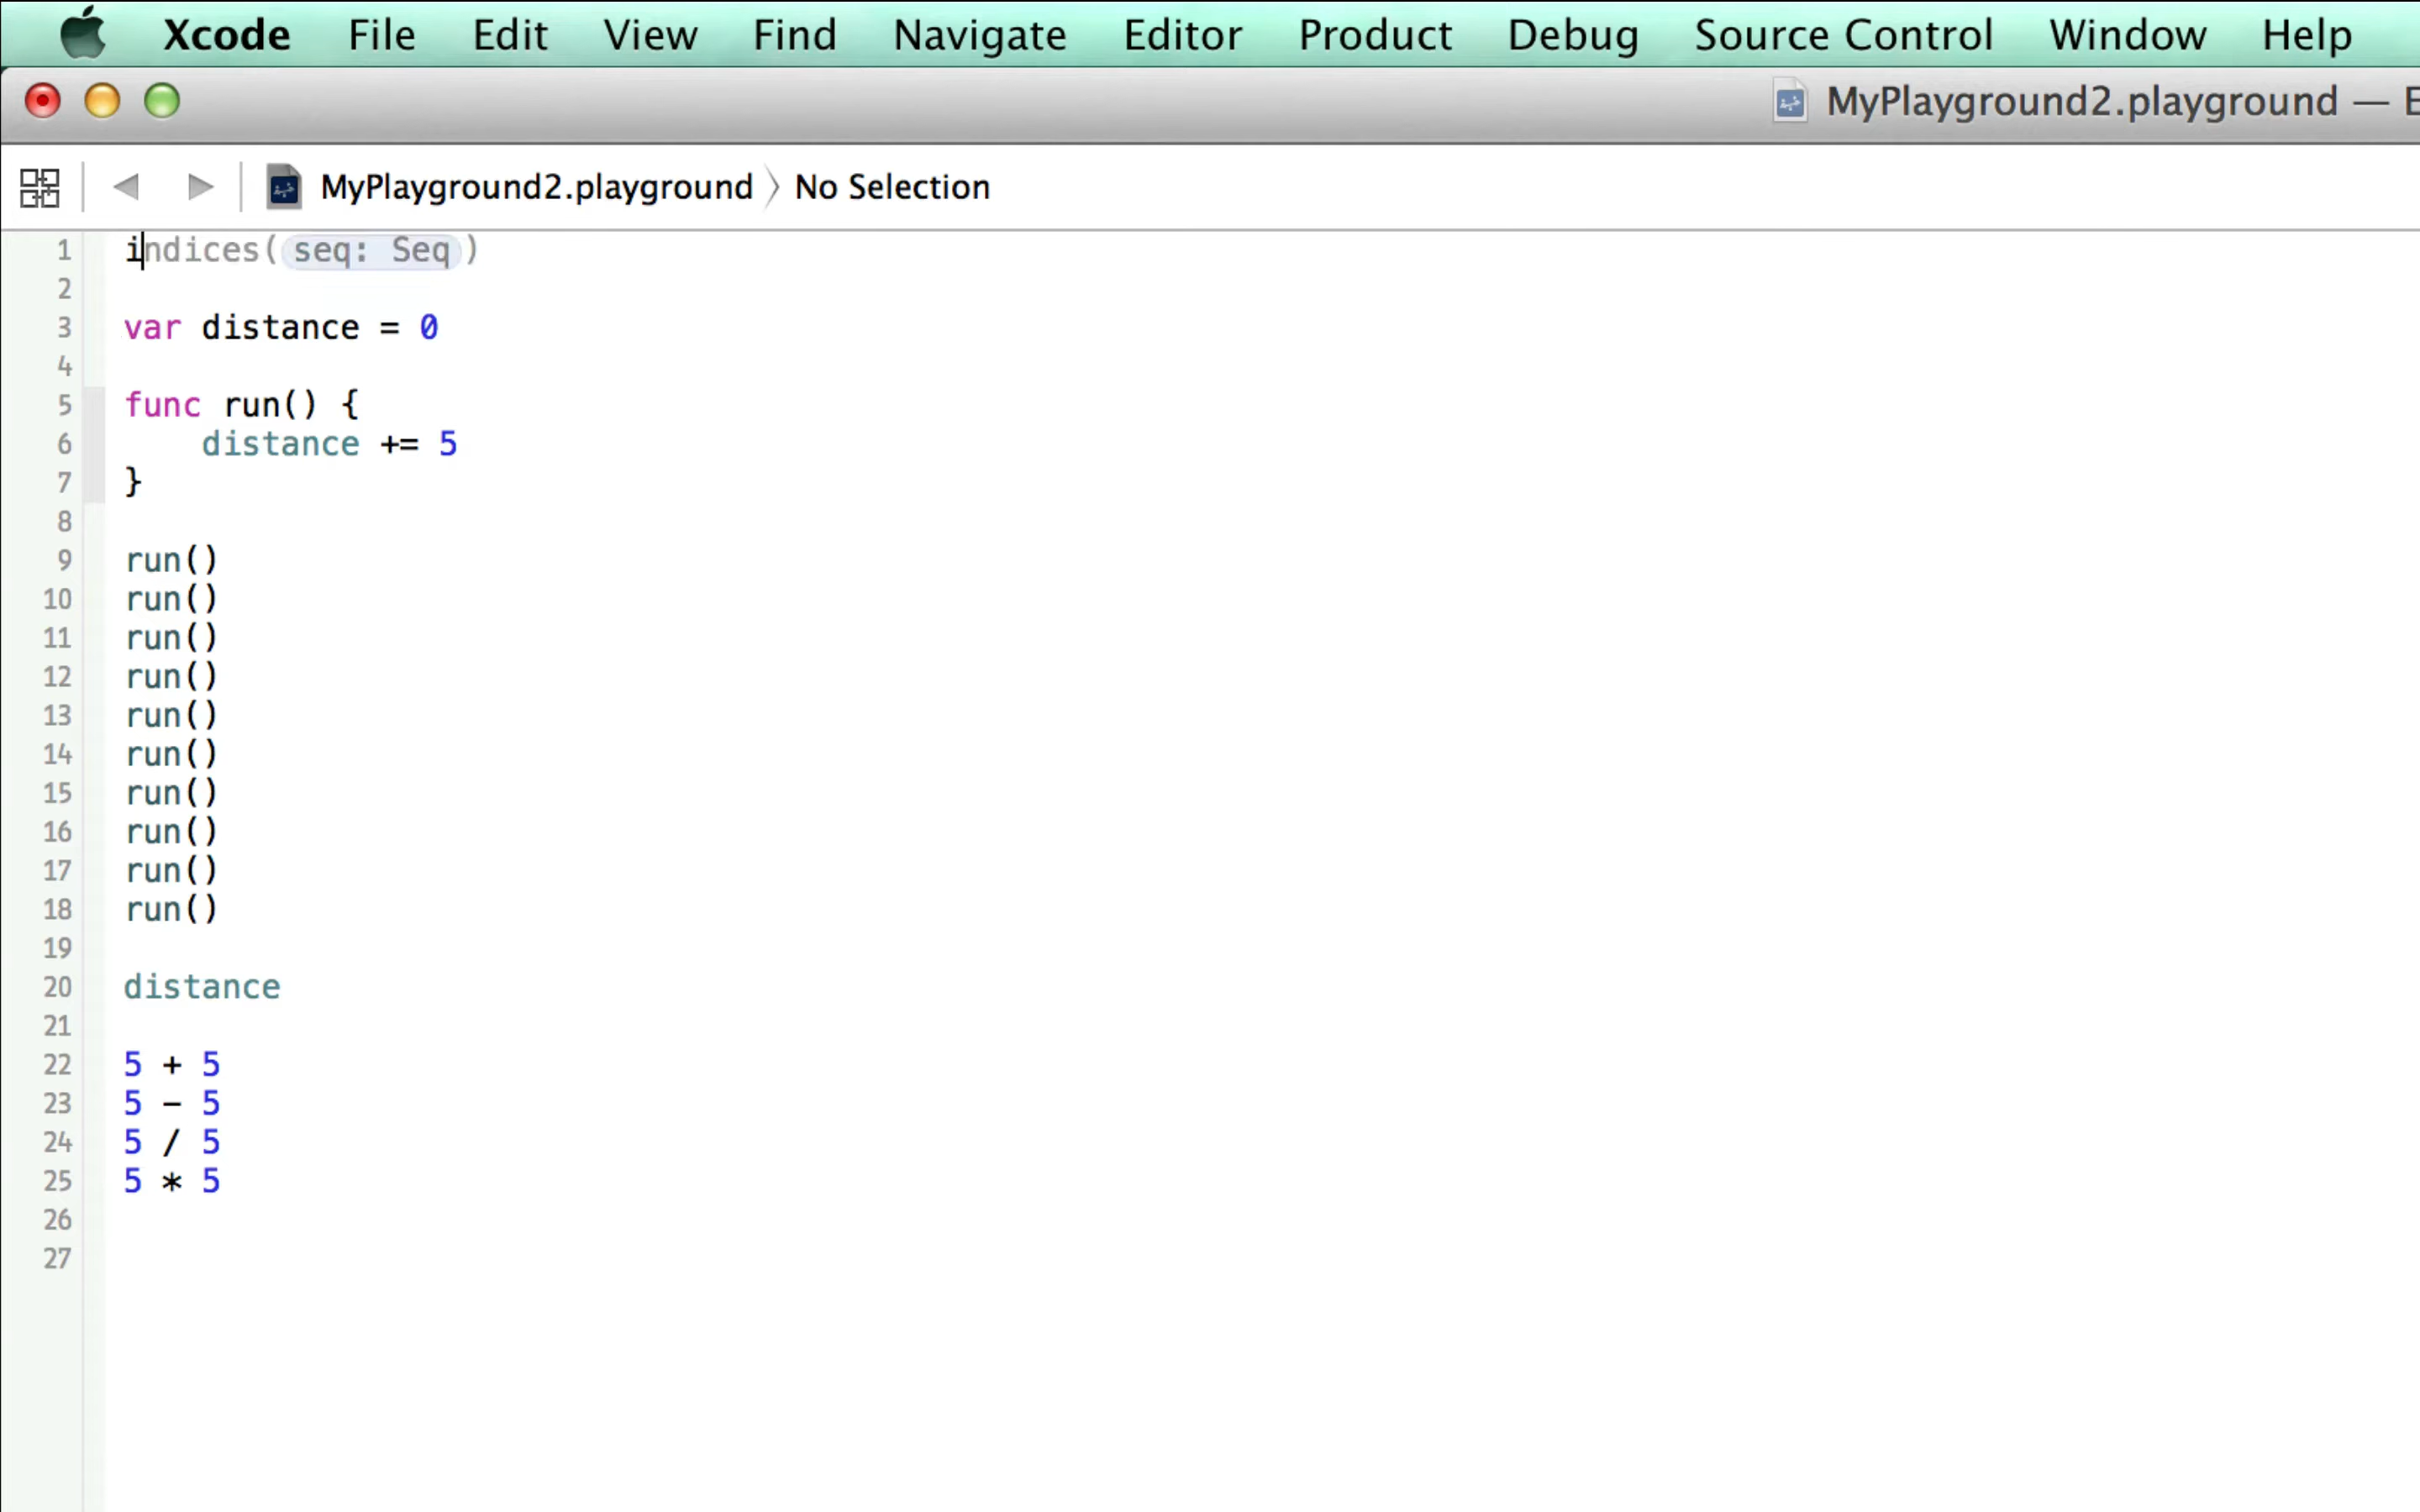 Xcode File Edit View Find Navigate Editor Product Debug Source Control Window Help
MyPlayground2.playground — E
MyPlayground2.playground 〉 No Selection
1 indices(seq: Seq)
2
3 var distance = 0
4
5 func run() {
6     distance += 5
7 }
8
9 run()
10 run()
11 run()
12 run()
13 run()
14 run()
15 run()
16 run()
17 run()
18 run()
19
20 distance
21
22 5 + 5
23 5 - 5
24 5 / 5
25 5 * 5
26
27